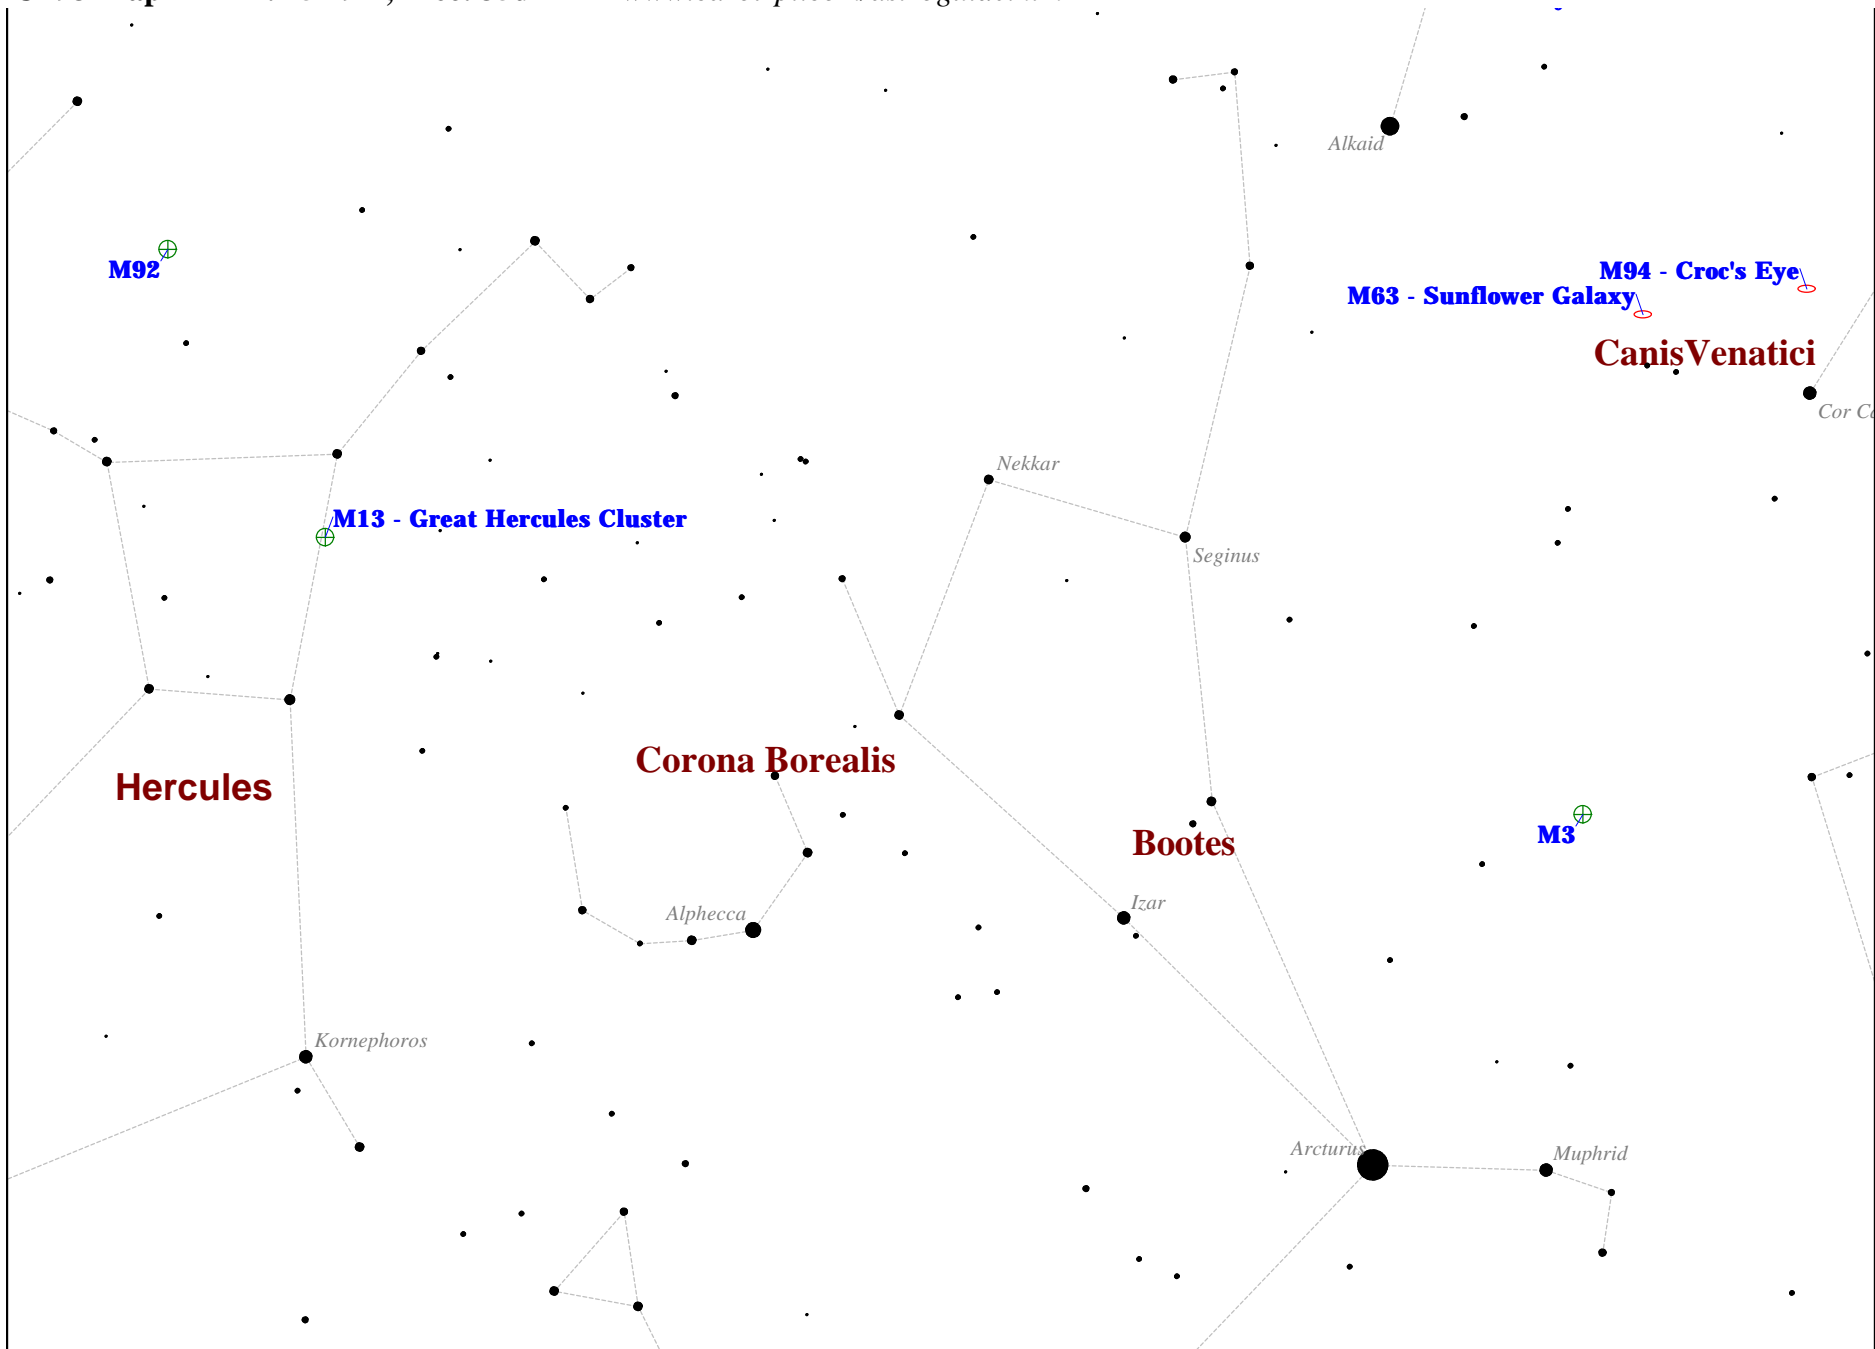 Alkaid
M92
M94 - Croc's Eye
M63 - Sunflower Galaxy
CanisVenatici
Cor
Nekkar
M13 - Great Hercules Cluster
Seginus
Corona Borealis
Hercules
Bootes
M3
Izar
Alphecca
Kornephoros
Arcturus
Muphrid